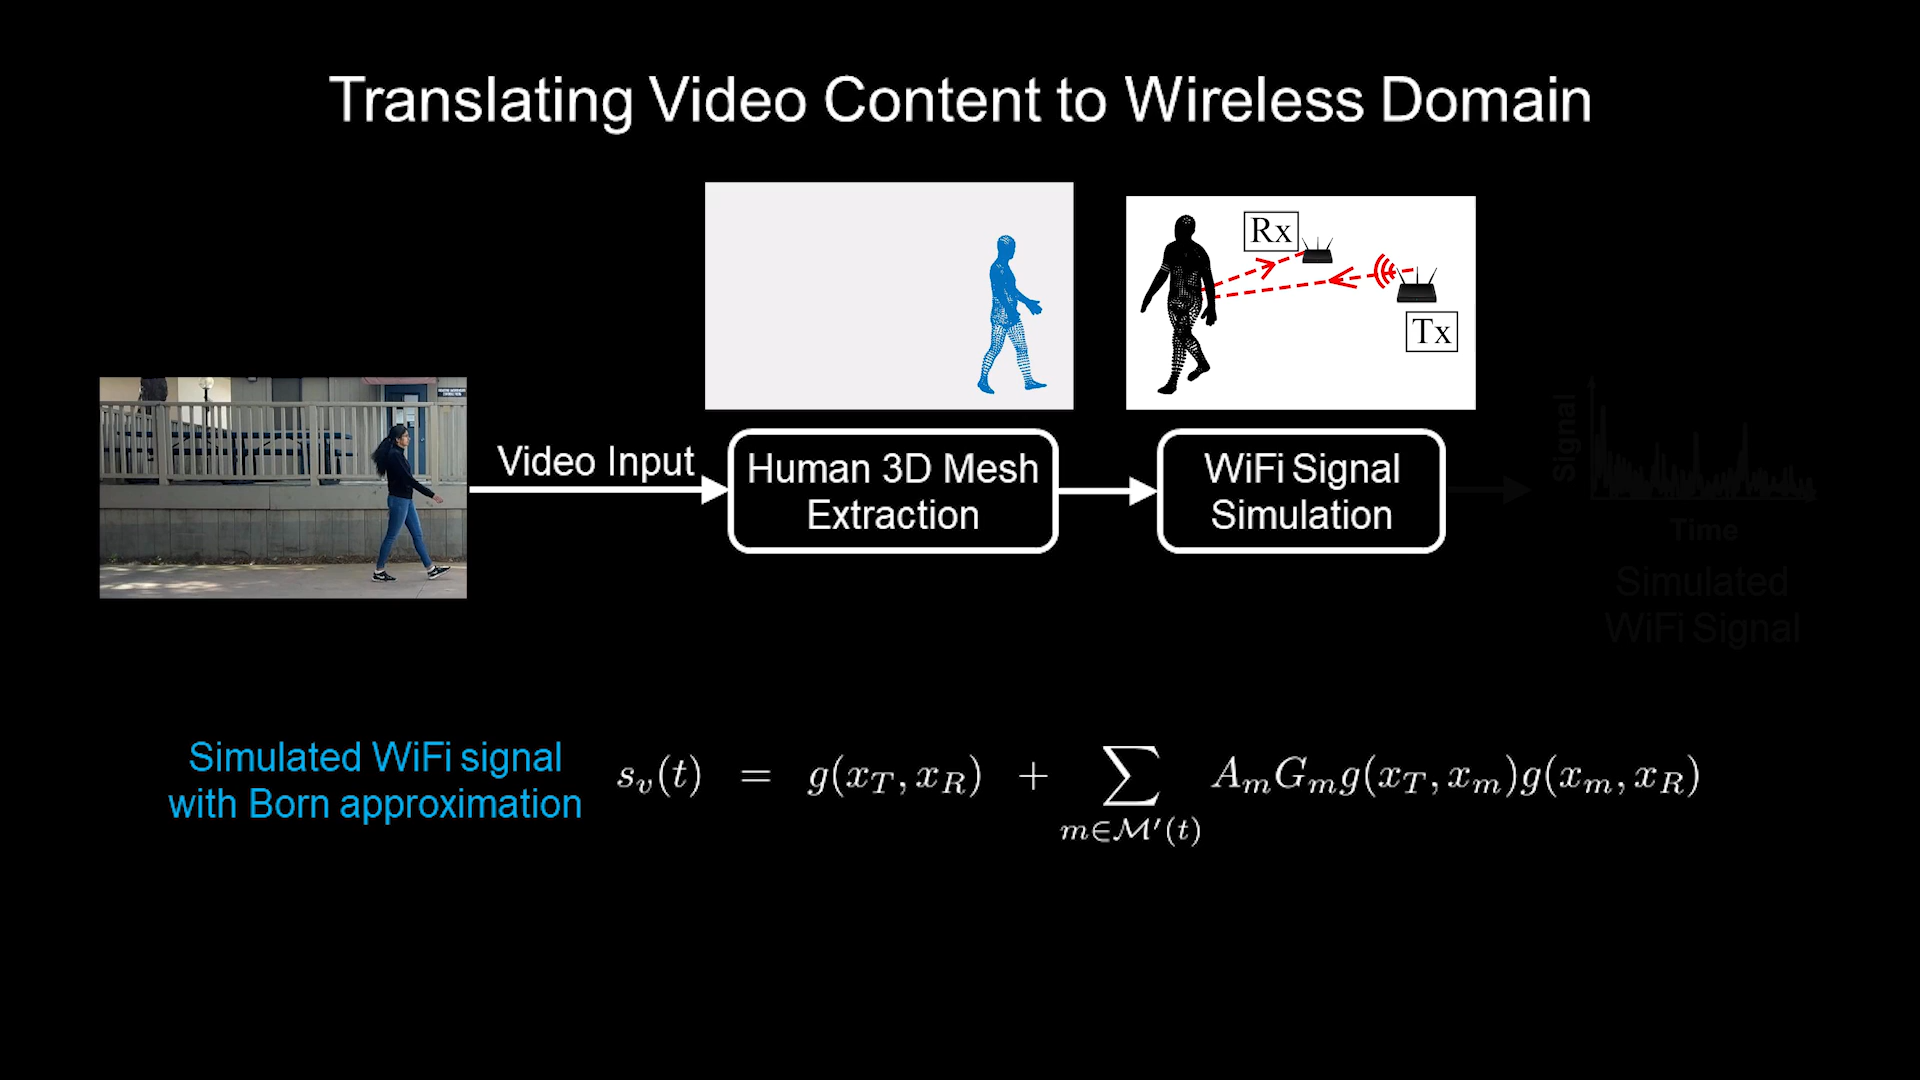 Translating Video Content to Wireless Domain
Rx
Tx
Video Input
Human 3D Mesh
Extraction
WiFi Signal
Simulation
Signal
Time
Simulated
WiFi Signal
Simulated WiFi signal
with Born approximation
s_v(t) = g(x_T, x_R) + ∑_{m∈ℳ′(t)} A_m G_m g(x_T, x_m) g(x_m, x_R)